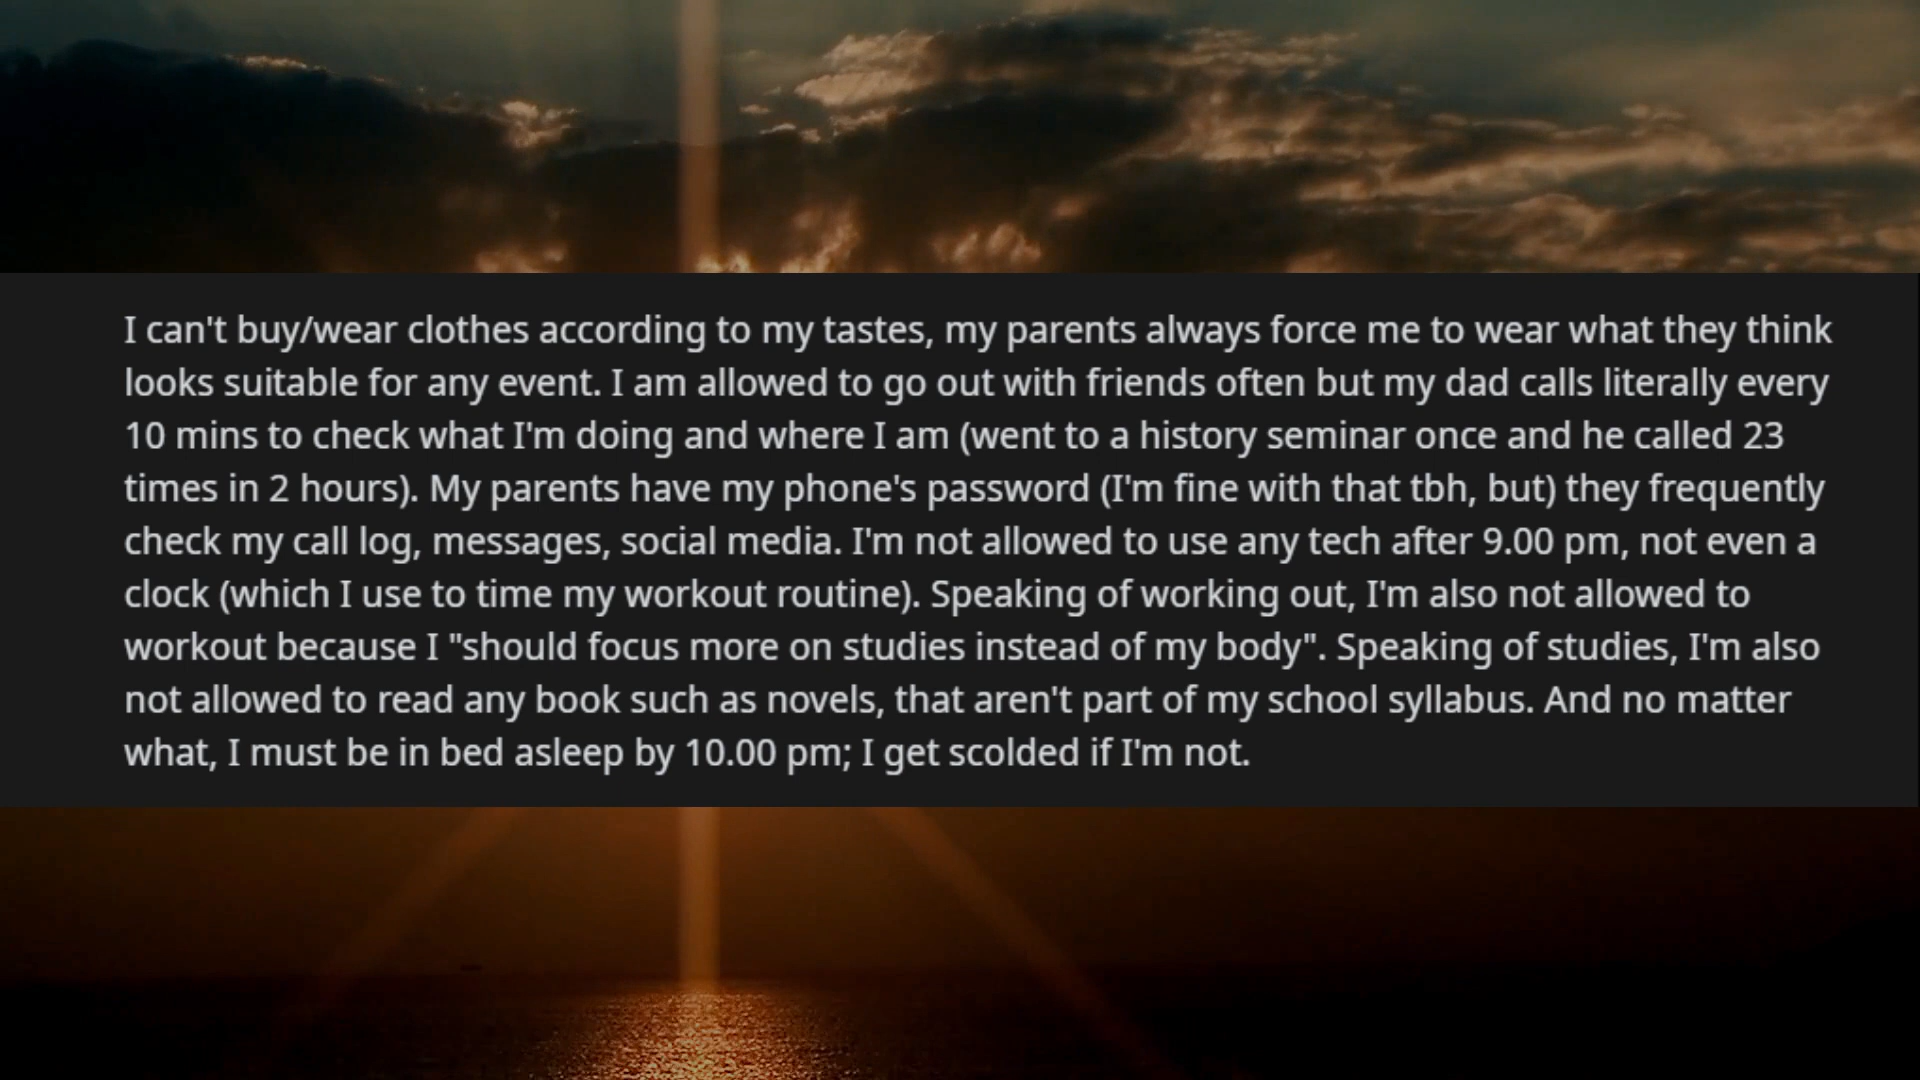 I can't buy/wear clothes according to my tastes, my parents always force me to wear what they think
looks suitable for any event. I am allowed to go out with friends often but my dad calls literally every
10 mins to check what I'm doing and where I am (went to a history seminar once and he called 23
times in 2 hours). My parents have my phone's password (I'm fine with that tbh, but) they frequently
check my call log, messages, social media. I'm not allowed to use any tech after 9.00 pm, not even a
clock (which I use to time my workout routine). Speaking of working out, I'm also not allowed to
workout because I "should focus more on studies instead of my body". Speaking of studies, I'm also
not allowed to read any book such as novels, that aren't part of my school syllabus. And no matter
what, I must be in bed asleep by 10.00 pm; I get scolded if I'm not.